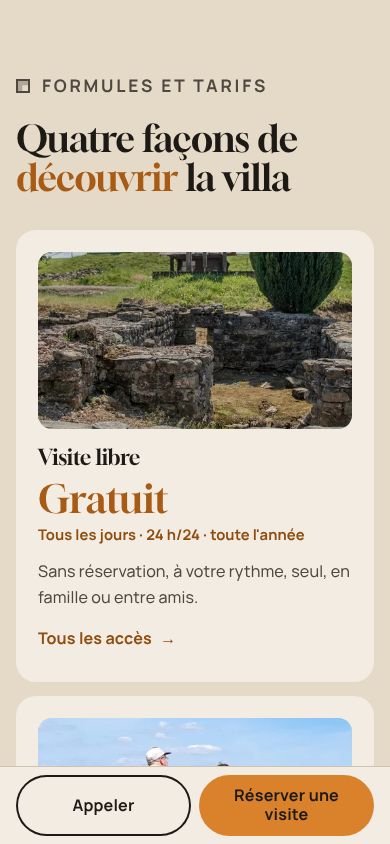 FORMULES ET TARIFS
Quatre façons de
découvrir la villa
Visite libre
Gratuit
Tous les jours · 24 h/24 · toute l'année
Sans réservation, à votre rythme, seul, en
famille ou entre amis.
Tous les accès →
Appeler
Réserver une
visite